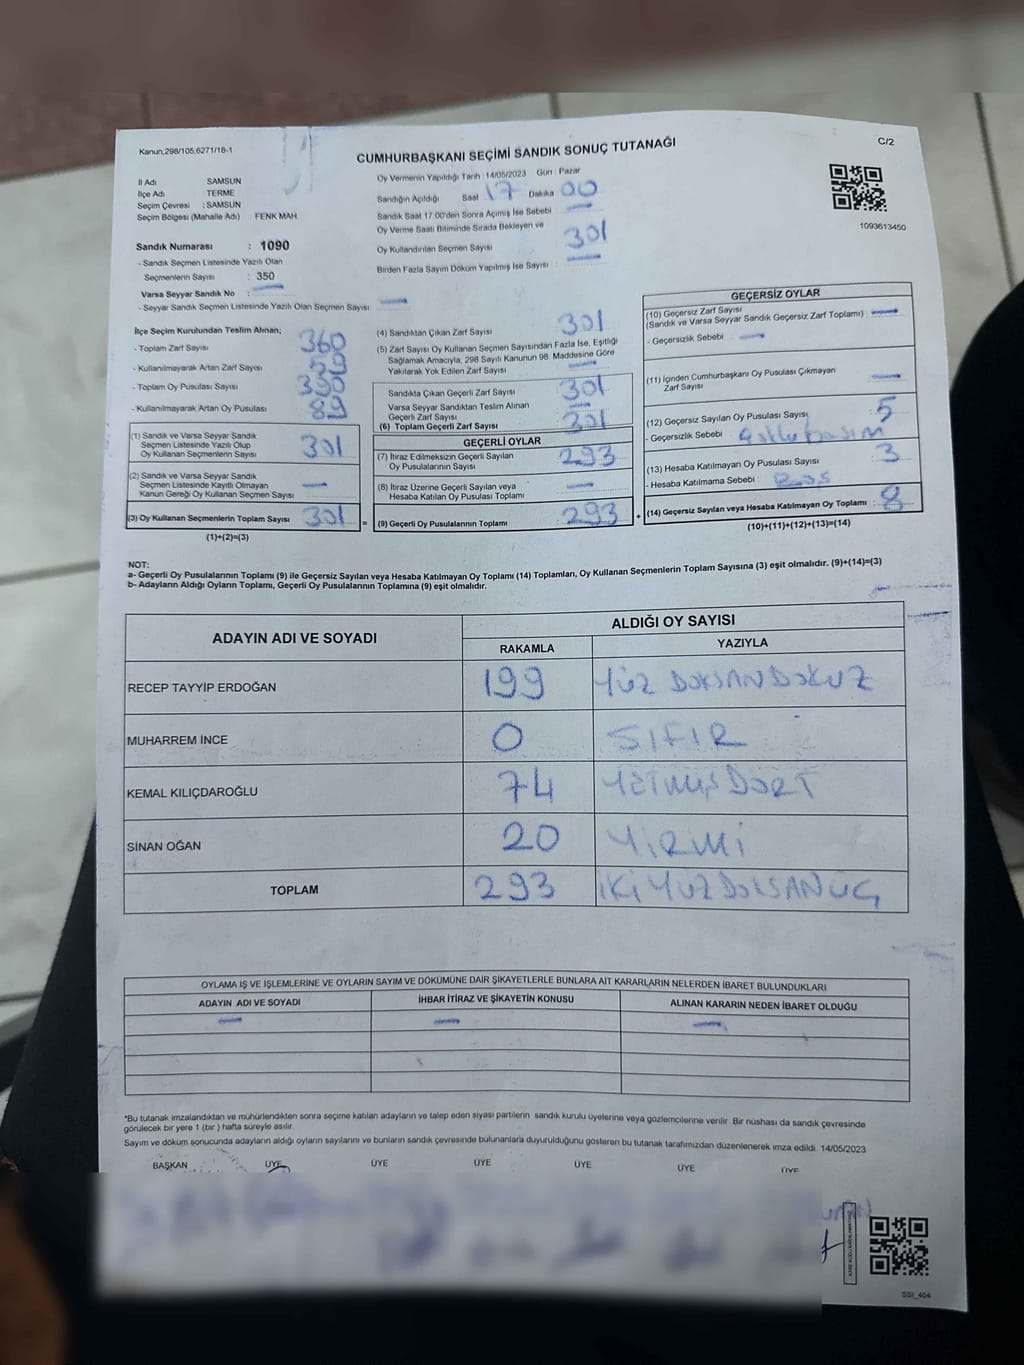 Kanun,298/105,6271/18-1
C/2
CUMHURBAŞKANI SEÇİMİ SANDIK SONUÇ TUTANAĞI
İl Adı SAMSUN
İlçe Adı TERME
Seçim Çevresi : SAMSUN
Seçim Bölgesi (Mahalle Adı) FENK MAH
Sandık Numarası : 1090
- Sandık Seçmen Listesinde Yazılı Olan
Seçmenlerin Sayısı : 350
Varsa Seyyar Sandık No : —
- Seyyar Sandık Seçmen Listesinde Yazılı Olan Seçmen Sayısı —
Oy Vermenin Yapıldığı Tarih 14/05/2023 Gün : Pazar
Sandığın Açıldığı Saat 17 Dakika 00
Sandık Saat 17.00'den Sonra Açımış İse Sebebi —
Oy Verme Saati Bitiminde Sırada Bekleyen ve
Oy Kullandırılan Seçmen Sayısı 301
Birden Fazla Sayım Döküm Yapılmış İse Sayısı —
1093613450
İlçe Seçim Kurulundan Teslim Alınan;
- Toplam Zarf Sayısı 360
- Kullanılmayarak Artan Zarf Sayısı
- Toplam Oy Pusulası Sayısı
- Kullanılmayarak Artan Oy Pusulası
(1) Sandık ve Varsa Seyyar Sandık
Seçmen Listesinde Yazılı Olup
Oy Kullanan Seçmenlerin Sayısı 301
(2) Sandık ve Varsa Seyyar Sandık
Seçmen Listesinde Kayıtlı Olmayan
Kanun Gereği Oy Kullanan Seçmen Sayısı —
(3) Oy Kullanan Seçmenlerin Toplam Sayısı 301 =
(1)+(2)=(3)
(4) Sandıktan Çıkan Zarf Sayısı 301
(5) Zarf Sayısı Oy Kullanan Seçmen Sayısından Fazla İse, Eşitliği
Sağlamak Amacıyla, 298 Sayılı Kanunun 98. Maddesine Göre
Yakılarak Yok Edilen Zarf Sayısı —
Sandıkta Çıkan Geçerli Zarf Sayısı 301
Varsa Seyyar Sandıktan Teslim Alınan
Geçerli Zarf Sayısı —
(6) Toplam Geçerli Zarf Sayısı 301
GEÇERLİ OYLAR
(7) İtiraz Edilmeksizin Geçerli Sayılan
Oy Pusulalarının Sayısı 293
(8) İtiraz Üzerine Geçerli Sayılan veya
Hesaba Katılan Oy Pusulası Toplamı —
(9) Geçerli Oy Pusulalarının Toplamı 293 +
GEÇERSİZ OYLAR
(10) Geçersiz Zarf Sayısı
(Sandık ve Varsa Seyyar Sandık Geçersiz Zarf Toplamı) : —
- Geçersizlik Sebebi : —
(11) İçinden Cumhurbaşkanı Oy Pusulası Çıkmayan
Zarf Sayısı —
(12) Geçersiz Sayılan Oy Pusulası Sayısı : 5
- Geçersizlik Sebebi :
(13) Hesaba Katılmayan Oy Pusulası Sayısı : 3
- Hesaba Katılmama Sebebi : Boş
(14) Geçersiz Sayılan veya Hesaba Katılmayan Oy Toplamı : 8
(10)+(11)+(12)+(13)=(14)
NOT:
a- Geçerli Oy Pusulalarının Toplamı (9) ile Geçersiz Sayılan veya Hesaba Katılmayan Oy Toplamı (14) Toplamları, Oy Kullanan Seçmenlerin Toplam Sayısına (3) eşit olmalıdır. (9)+(14)=(3)
b- Adayların Aldığı Oyların Toplamı, Geçerli Oy Pusulalarının Toplamına (9) eşit olmalıdır.
ADAYIN ADI VE SOYADI ALDIĞI OY SAYISI
RAKAMLA YAZIYLA
RECEP TAYYİP ERDOĞAN 199 YÜZ DOKSAN DOKUZ
MUHARREM İNCE 0 SIFIR
KEMAL KILIÇDAROĞLU 74 YETMİŞ DÖRT
SİNAN OĞAN 20 YİRMİ
TOPLAM 293 İKİ YÜZ DOKSAN ÜÇ
OYLAMA İŞ VE İŞLEMLERİNE VE OYLARIN SAYIM VE DÖKÜMÜNE DAİR ŞİKAYETLERLE BUNLARA AİT KARARLARIN NELERDEN İBARET BULUNDUKLARI
ADAYIN ADI VE SOYADI İHBAR İTİRAZ VE ŞİKAYETİN KONUSU ALINAN KARARIN NEDEN İBARET OLDUĞU
— — —
*Bu tutanak imzalandıktan ve mühürlendikten sonra seçime katılan adayların ve talep eden siyasi partilerin sandık kurulu üyelerine veya gözlemcilerine verilir. Bir nüshası da sandık çevresinde
görülecek bir yere 1 (bir ) hafta süreyle asılır.
Sayım ve döküm sonucunda adayların aldığı oyların sayılarını ve bunların sandık çevresinde bulunanlara duyurulduğunu gösteren bu tutanak tarafımızdan düzenlenerek imza edildi. 14/05/2023
BAŞKAN ÜYE ÜYE ÜYE ÜYE ÜYE ÜYE
SSI_404